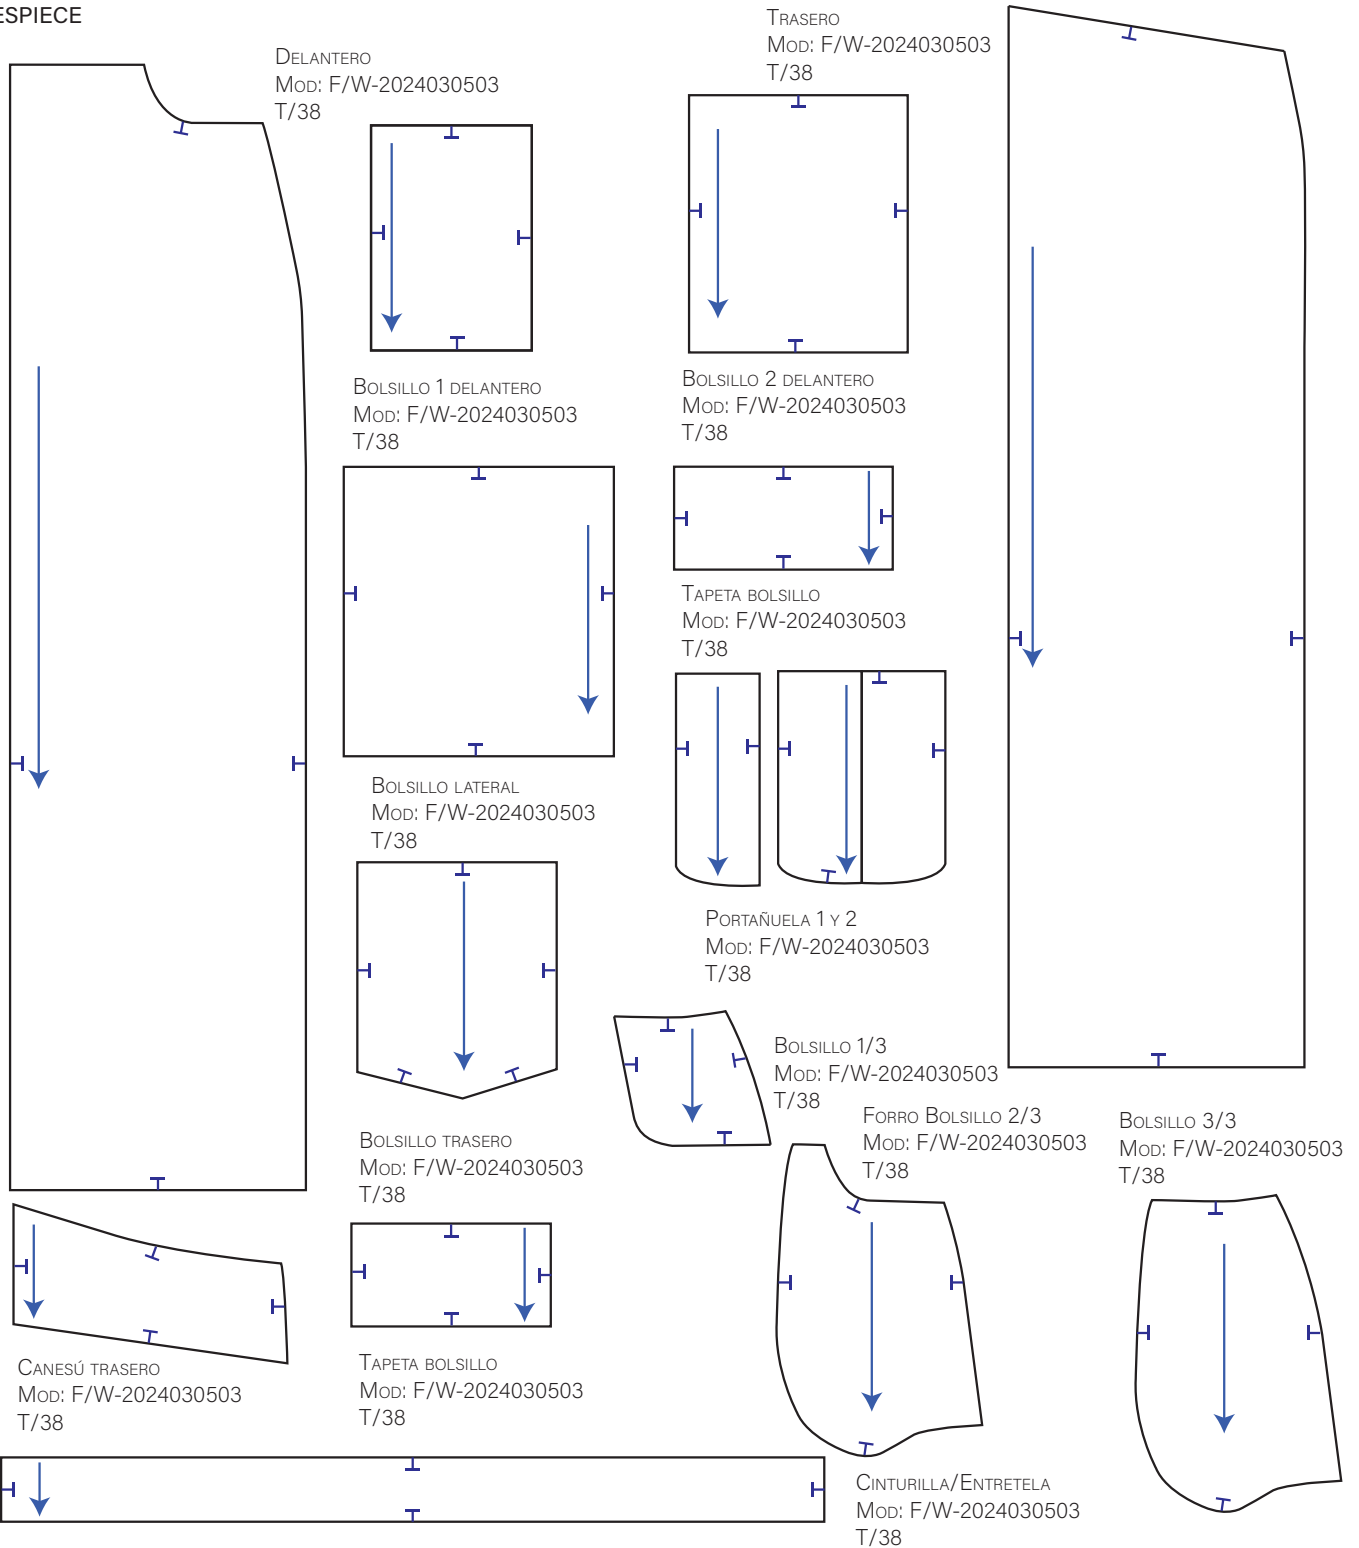 ESPIECE
Delantero
Mod: F/W-2024030503
T/38
Trasero
Mod: F/W-2024030503
T/38
Bolsillo 1 delantero
Mod: F/W-2024030503
T/38
Bolsillo 2 delantero
Mod: F/W-2024030503
T/38
Tapeta bolsillo
Mod: F/W-2024030503
T/38
Bolsillo lateral
Mod: F/W-2024030503
T/38
Portañuela 1 y 2
Mod: F/W-2024030503
T/38
Bolsillo 1/3
Mod: F/W-2024030503
T/38
Forro Bolsillo 2/3
Mod: F/W-2024030503
T/38
Bolsillo 3/3
Mod: F/W-2024030503
T/38
Bolsillo trasero
Mod: F/W-2024030503
T/38
Canesú trasero
Mod: F/W-2024030503
T/38
Tapeta bolsillo
Mod: F/W-2024030503
T/38
Cinturilla/Entretela
Mod: F/W-2024030503
T/38